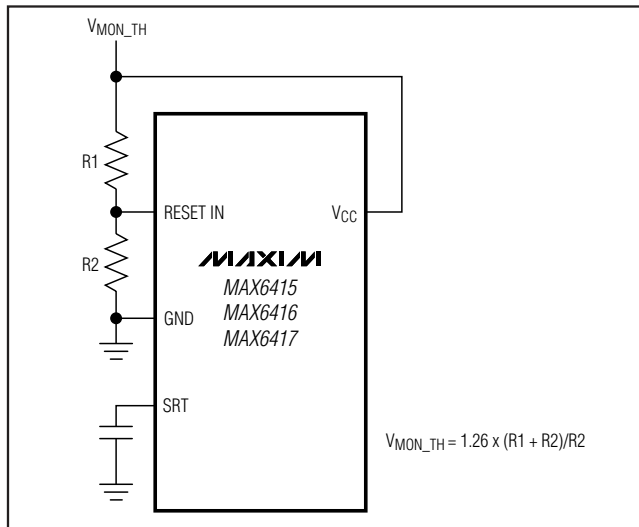 VMON_TH
R1
RESET IN
VCC
R2
MAXIM
MAX6415
MAX6416
MAX6417
GND
SRT
VMON_TH = 1.26 x (R1 + R2)/R2